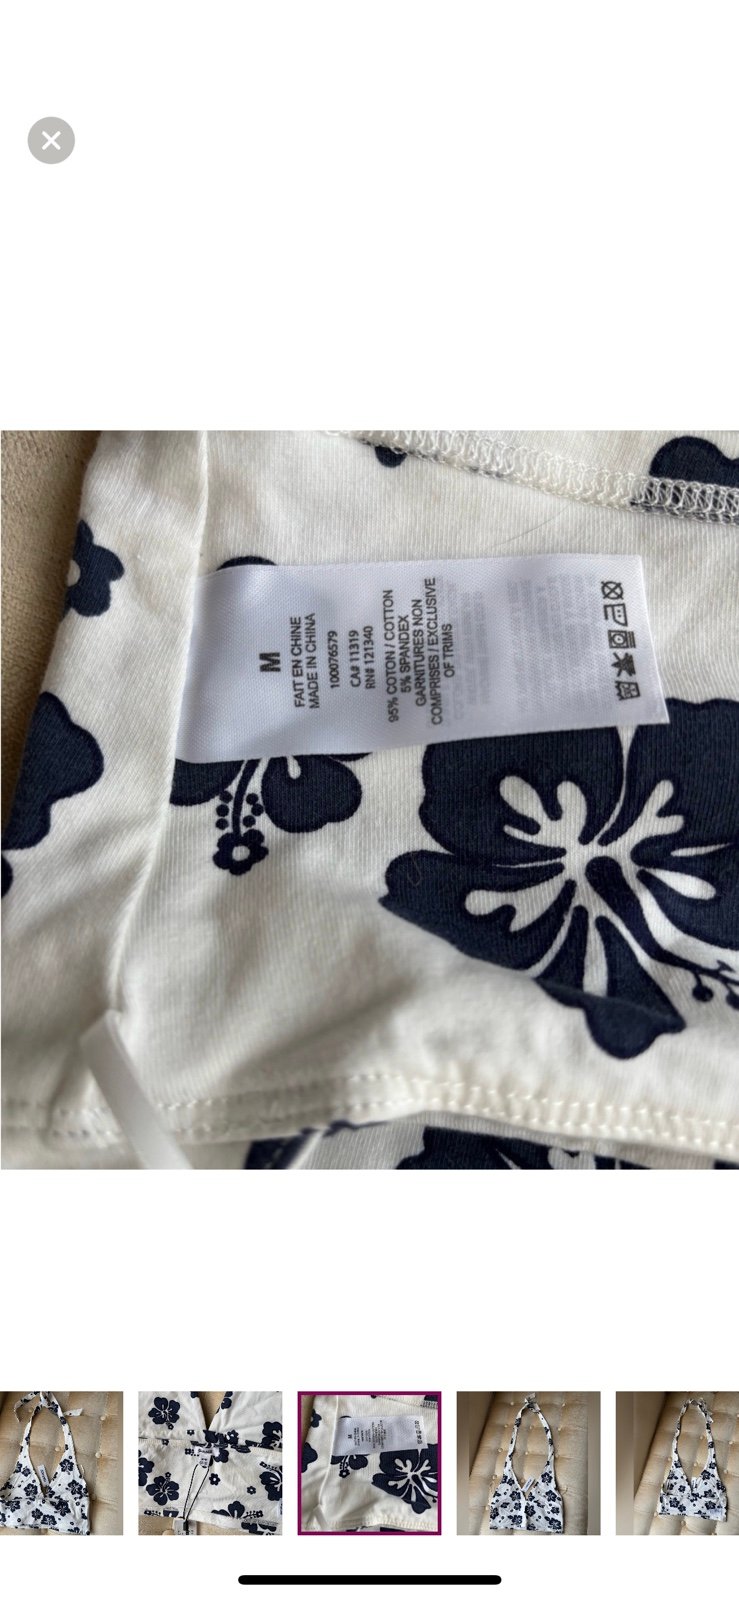 M
FAIT EN CHINE
MADE IN CHINA
100076579
CA# 11319
RN# 121340
95% COTON / COTTON
5% SPANDEX
GARNITURES NON
COMPRISES / EXCLUSIVE
OF TRIMS